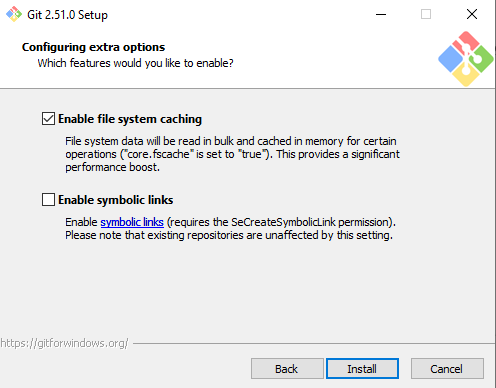 Git 2.51.0 Setup
Configuring extra options
Which features would you like to enable?
Enable file system caching
File system data will be read in bulk and cached in memory for certain
operations ("core.fscache" is set to "true"). This provides a significant
performance boost.
Enable symbolic links
Enable symbolic links (requires the SeCreateSymbolicLink permission).
Please note that existing repositories are unaffected by this setting.
https://gitforwindows.org/
Back Install Cancel